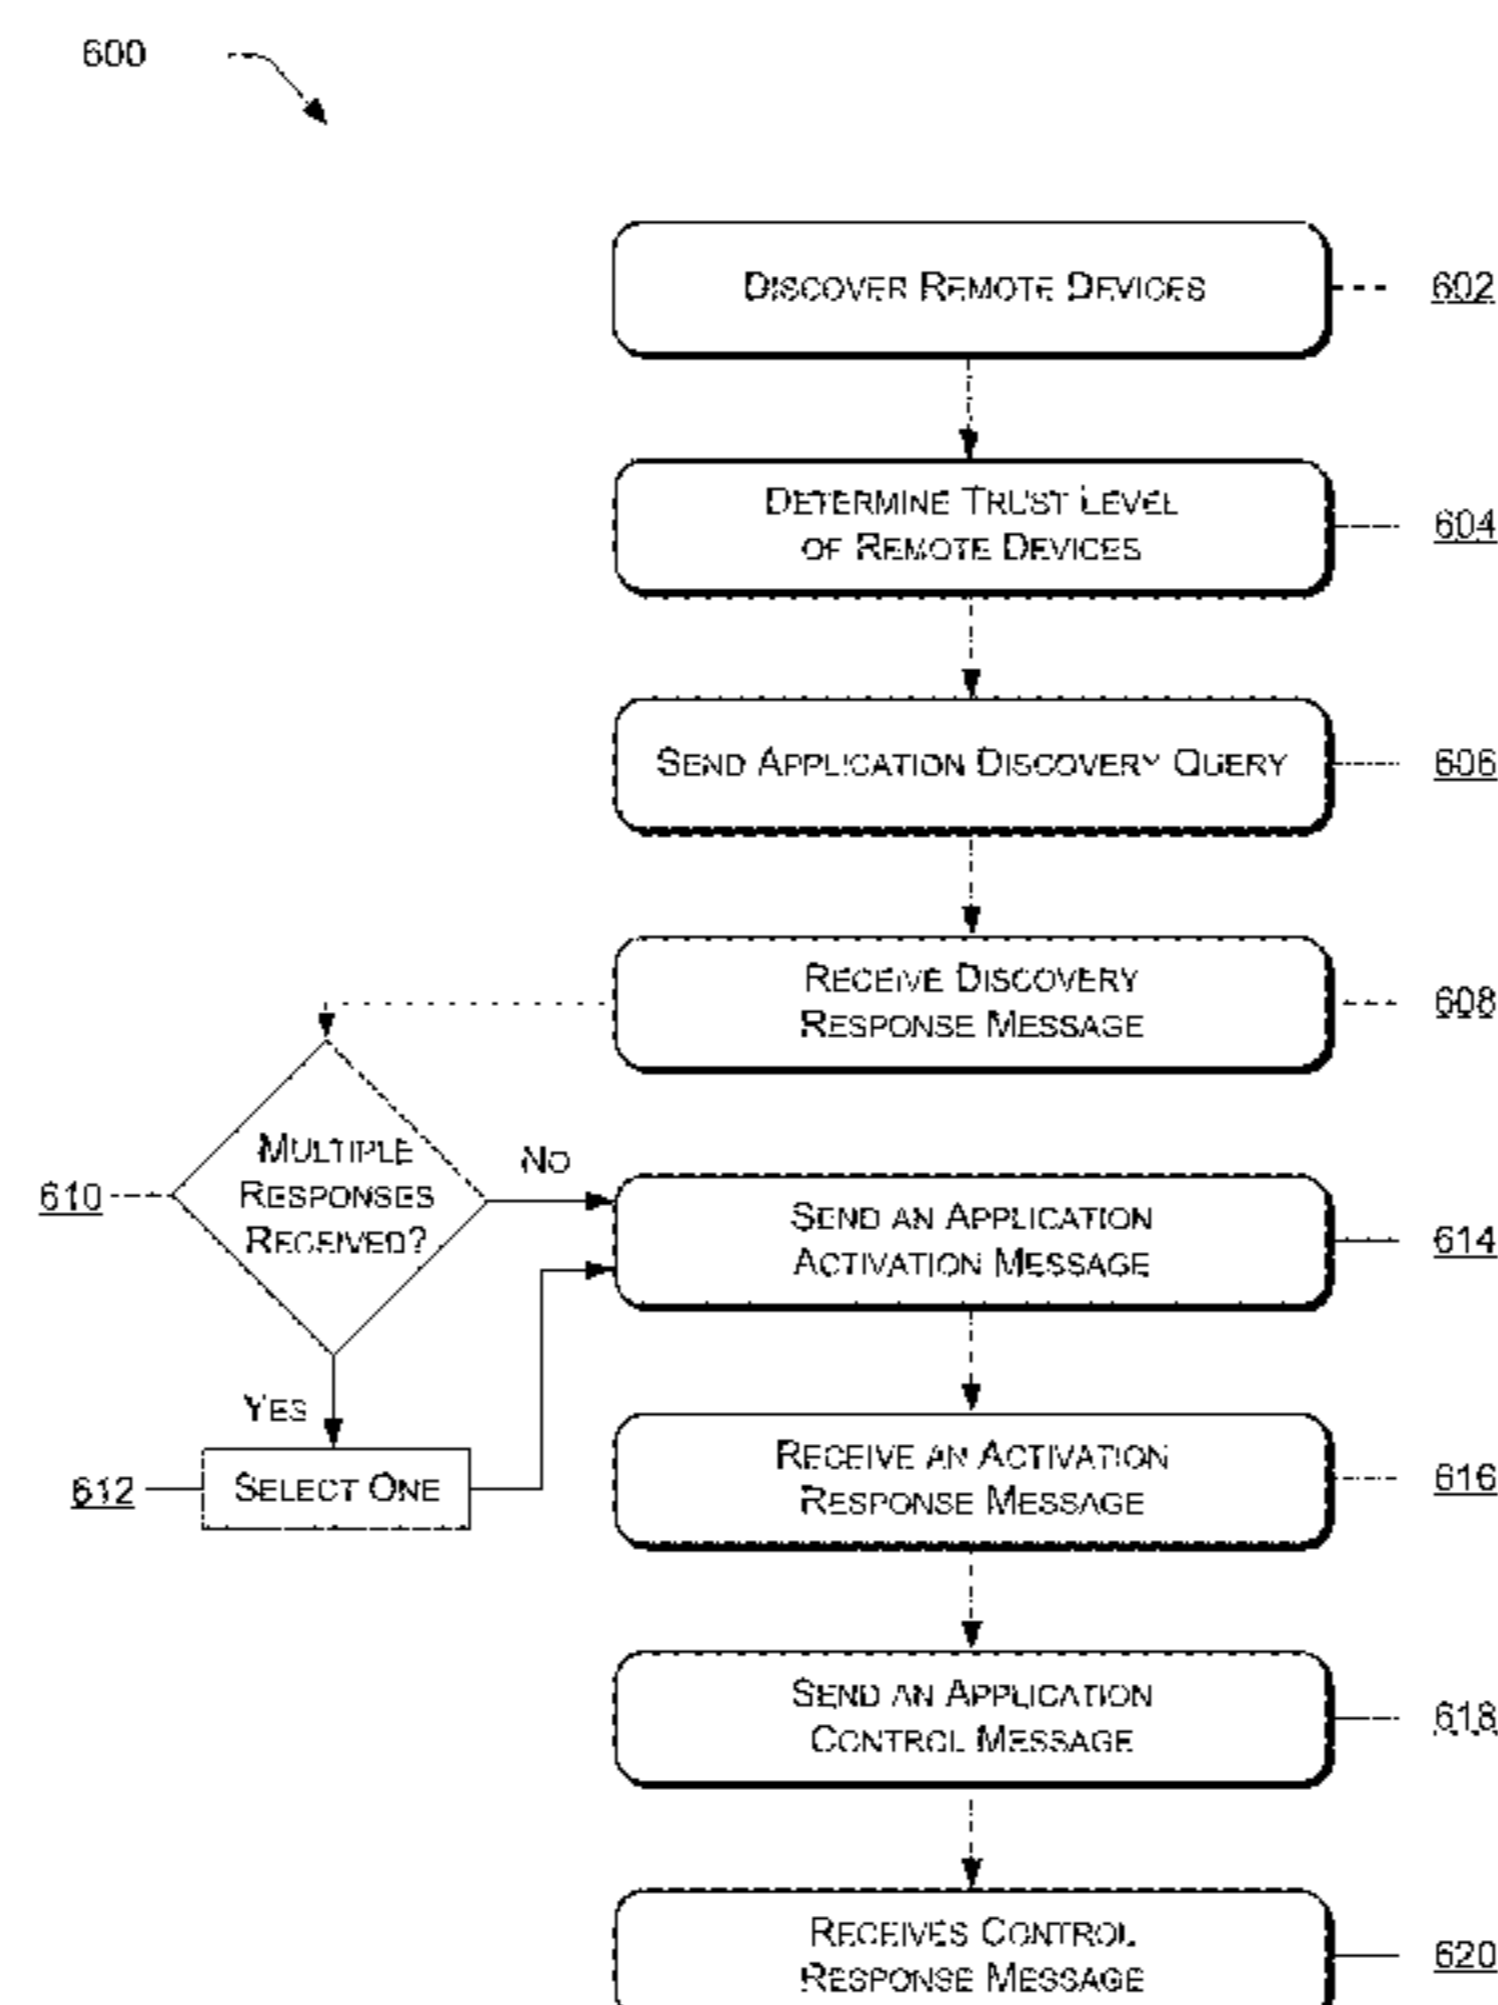 600
DISCOVER REMOTE DEVICES
602
DETERMINE TRUST LEVEL
OF REMOTE DEVICES
604
SEND APPLICATION DISCOVERY QUERY
606
RECEIVE DISCOVERY
RESPONSE MESSAGE
608
MULTIPLE
RESPONSES
RECEIVED?
610
NO
YES
SELECT ONE
612
SEND AN APPLICATION
ACTIVATION MESSAGE
614
RECEIVE AN ACTIVATION
RESPONSE MESSAGE
616
SEND AN APPLICATION
CONTROL MESSAGE
618
RECEIVES CONTROL
RESPONSE MESSAGE
620